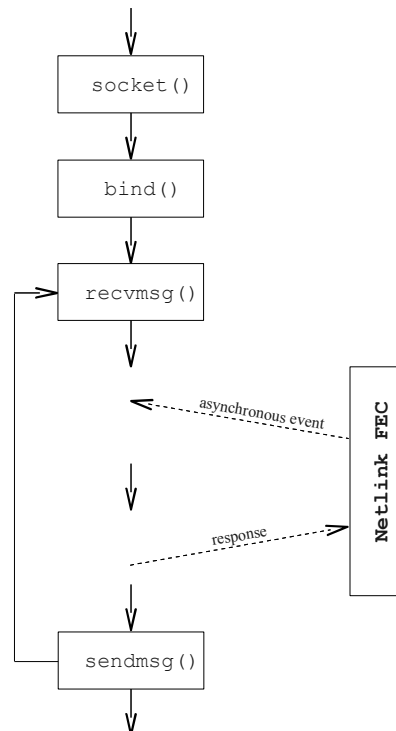 socket()
bind()
recvmsg()
asynchronous event
Netlink FEC
response
sendmsg()